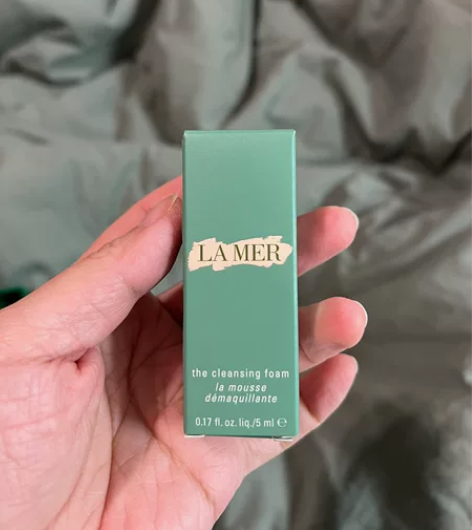 LA MER
the cleansing foam
la mousse
démaquillante
0.17 fl. oz. liq./5 ml ℮